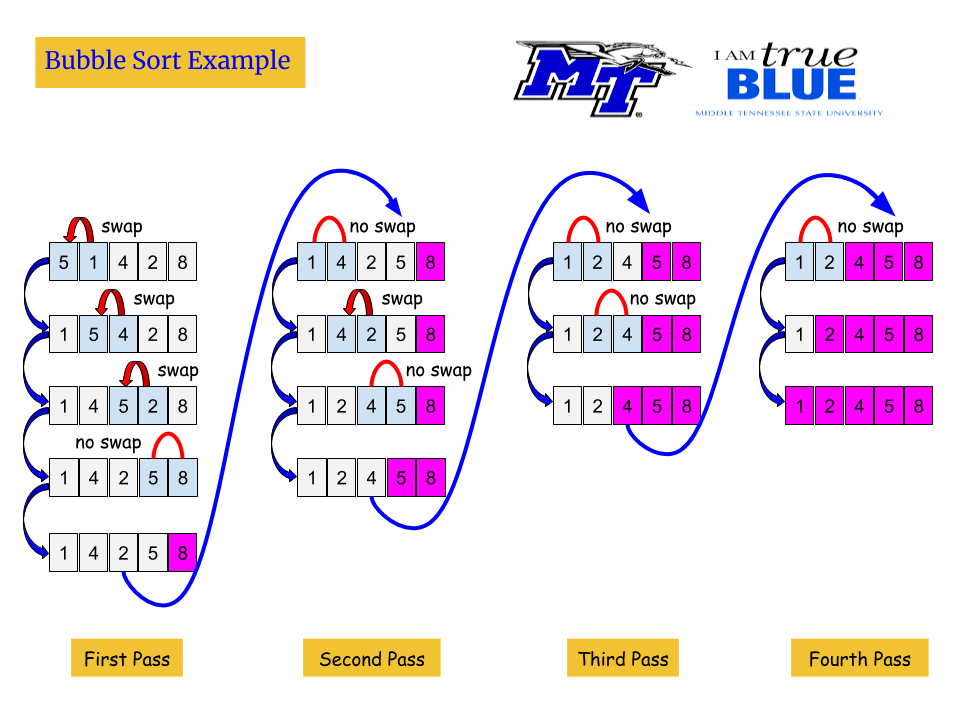 Bubble Sort Example
MT
I AM true
BLUE
MIDDLE TENNESSEE STATE UNIVERSITY
swap
5 1 4 2 8
swap
1 5 4 2 8
swap
1 4 5 2 8
no swap
1 4 2 5 8
1 4 2 5 8
First Pass
no swap
1 4 2 5 8
swap
1 4 2 5 8
no swap
1 2 4 5 8
1 2 4 5 8
Second Pass
no swap
1 2 4 5 8
no swap
1 2 4 5 8
1 2 4 5 8
Third Pass
no swap
1 2 4 5 8
1 2 4 5 8
1 2 4 5 8
Fourth Pass